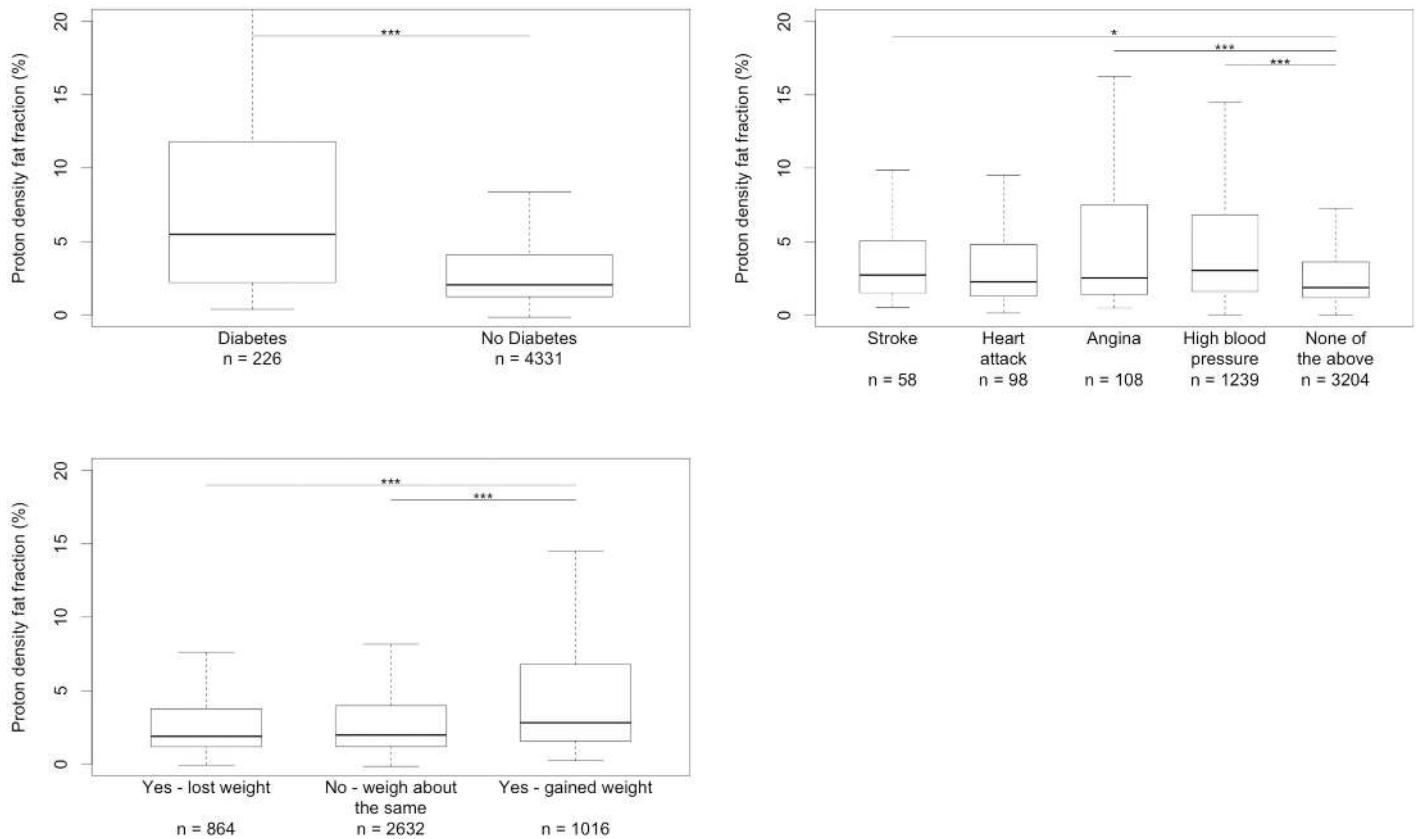 Proton density fat fraction (%)
20
15
10
5
0
***
Diabetes
n = 226
No Diabetes
n = 4331
Proton density fat fraction (%)
20
15
10
5
0
*
***
***
Stroke
n = 58
Heart
attack
n = 98
Angina
n = 108
High blood
pressure
n = 1239
None of
the above
n = 3204
Proton density fat fraction (%)
20
15
10
5
0
***
***
Yes - lost weight
n = 864
No - weigh about
the same
n = 2632
Yes - gained weight
n = 1016